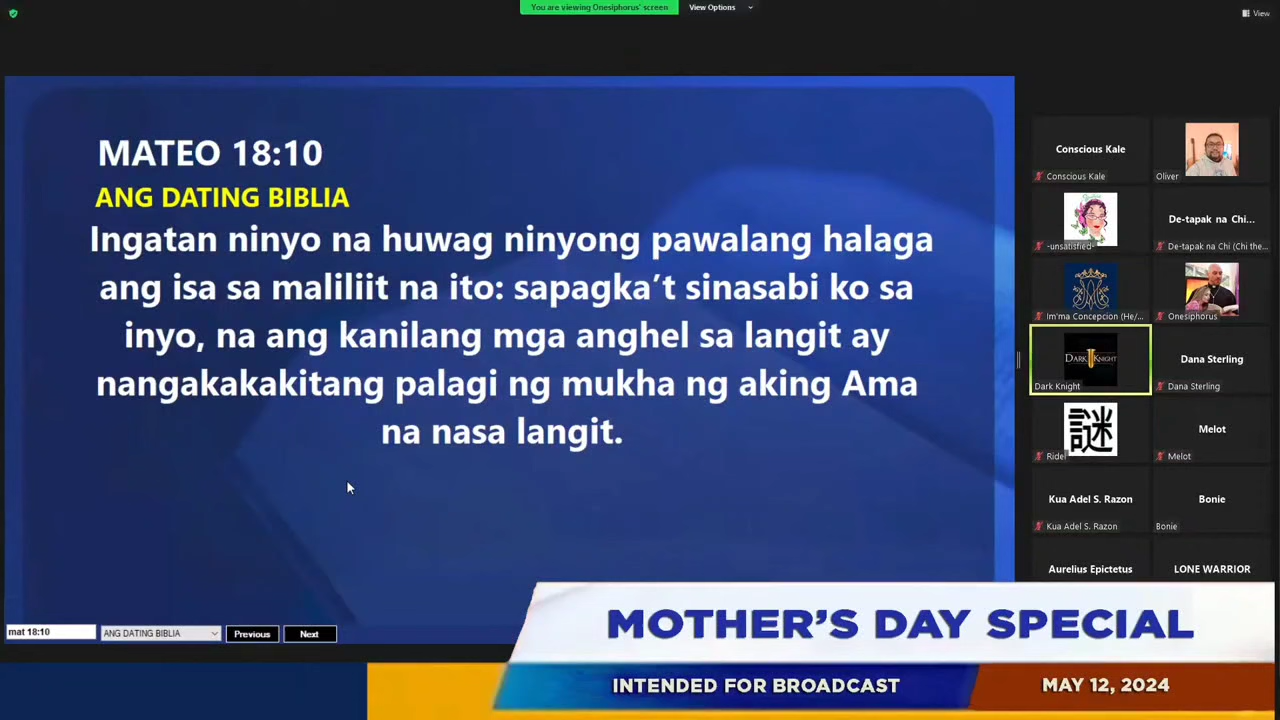 You are viewing Onesiphorus' screen
View Options
View
MATEO 18:10
ANG DATING BIBLIA
Ingatan ninyo na huwag ninyong pawalang halaga
ang isa sa maliliit na ito: sapagka’t sinasabi ko sa
inyo, na ang kanilang mga anghel sa langit ay
nangakakakitang palagi ng mukha ng aking Ama
na nasa langit.
mat 18:10
ANG DATING BIBLIA
Previous
Next
Conscious Kale
Conscious Kale
Oliver
-unsatisfied-
De-tapak na Chi...
De-tapak na Chi (Chi the...
Im'ma Concepcion (He/...
Onesiphorus
DARK KNIGHT
Dark Knight
Dana Sterling
Dana Sterling
謎
Ridel
Melot
Melot
Kua Adel S. Razon
Kua Adel S. Razon
Bonie
Bonie
Aurelius Epictetus
LONE WARRIOR
MOTHER’S DAY SPECIAL
INTENDED FOR BROADCAST
MAY 12, 2024